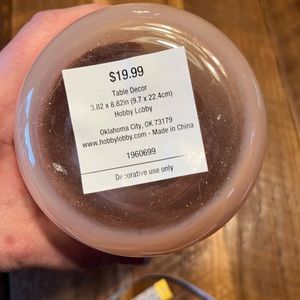 $19.99
Table Decor
3.82 x 8.82in (9.7 x 22.4cm)
Hobby Lobby
Oklahoma City, OK 73179
www.hobbylobby.com - Made in China
1960699
Decorative use only